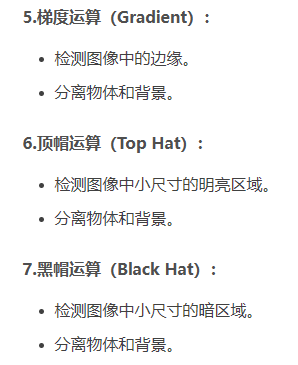 5.梯度运算（Gradient）:
检测图像中的边缘。
分离物体和背景。
6.顶帽运算（Top Hat）:
检测图像中小尺寸的明亮区域。
分离物体和背景。
7.黑帽运算（Black Hat）:
检测图像中小尺寸的暗区域。
分离物体和背景。